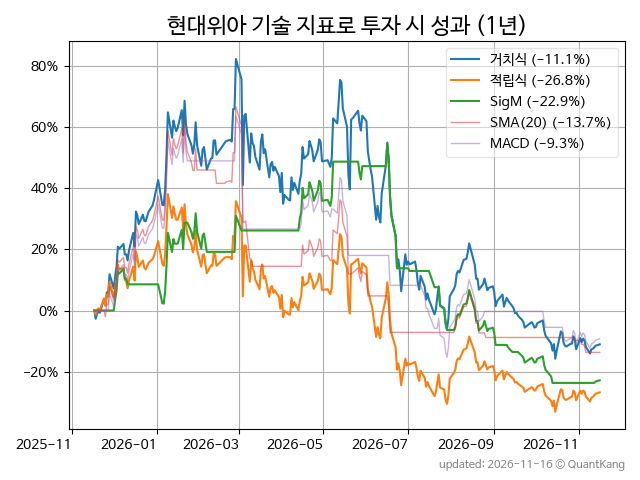 현대위아 기술 지표로 투자 시 성과 (1년)
거치식 (−11.1%)
적립식 (−26.8%)
SigM (−22.9%)
SMA(20) (−13.7%)
MACD (−9.3%)
80%
60%
40%
20%
0%
−20%
2025-11 2026-01 2026-03 2026-05 2026-07 2026-09 2026-11
updated: 2026-11-16 © QuantKang